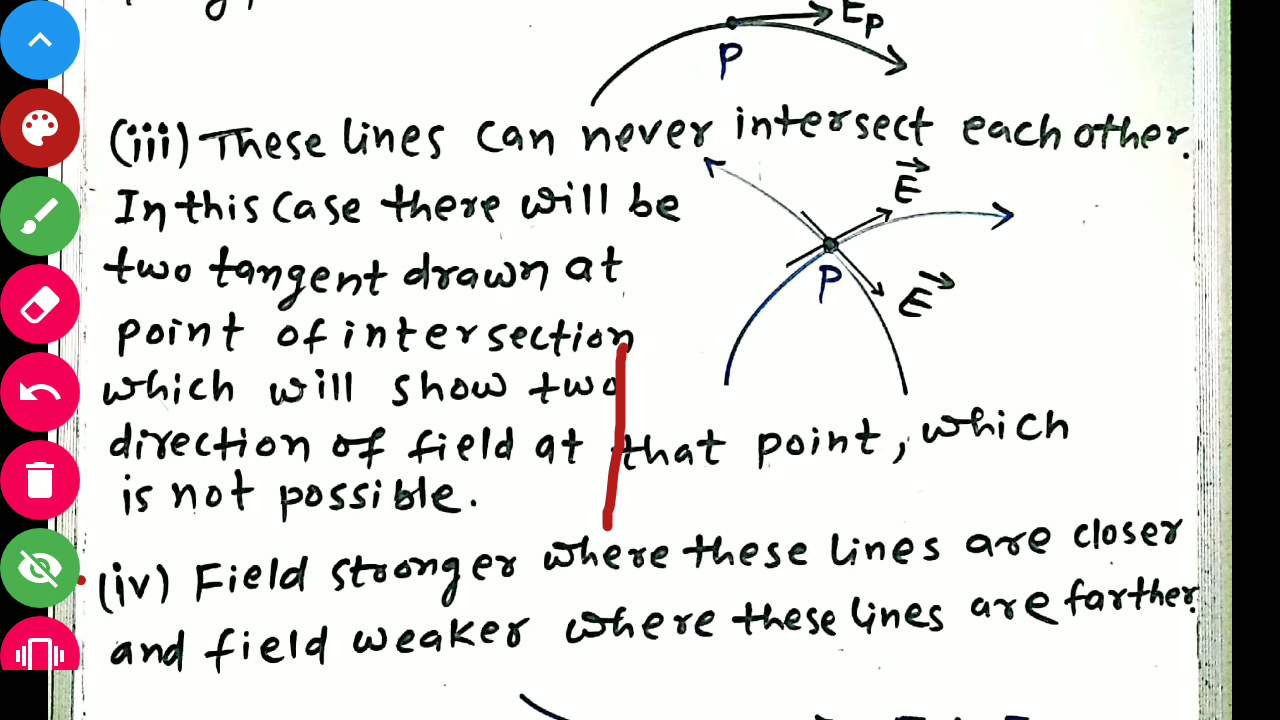 E_P
P
(iii) These lines can never intersect each other.
In this case there will be
two tangent drawn at
point of intersection
which will show two
direction of field at that point, which
is not possible.
E
P
E
(iv) Field stronger where these lines are closer
and field weaker where these lines are farther.